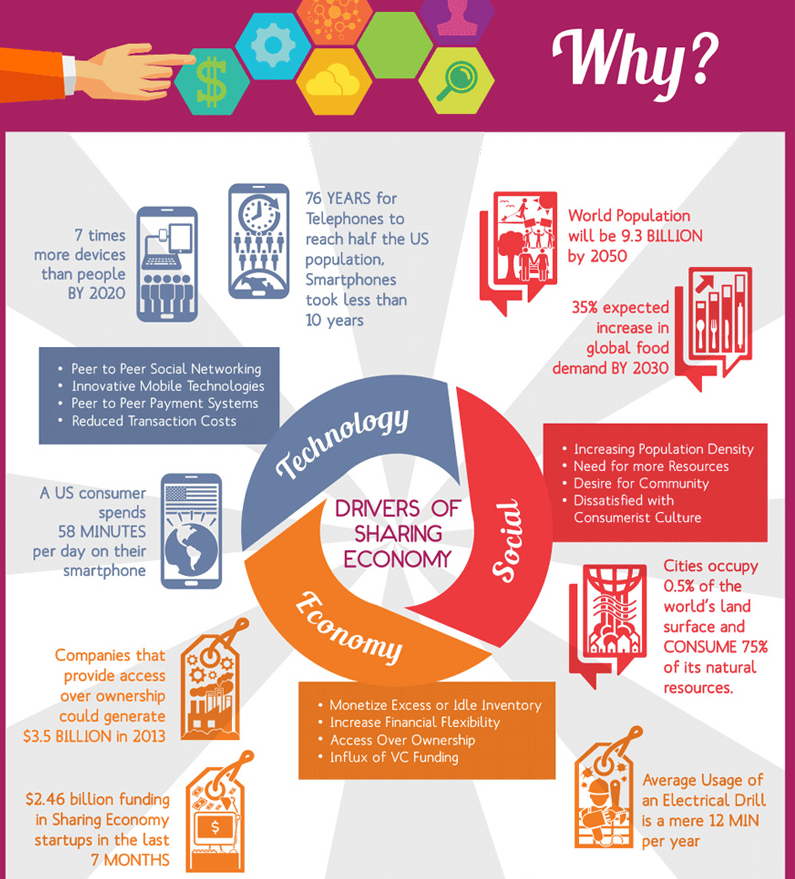 Why?
$
7 times
more devices
than people
BY 2020
76 YEARS for
Telephones to
reach half the US
population,
Smartphones
took less than
10 years
World Population
will be 9.3 BILLION
by 2050
35% expected
increase in
global food
demand BY 2030
• Peer to Peer Social Networking
• Innovative Mobile Technologies
• Peer to Peer Payment Systems
• Reduced Transaction Costs
Technology
Social
Economy
DRIVERS OF
SHARING
ECONOMY
• Increasing Population Density
• Need for more Resources
• Desire for Community
• Dissatisfied with
Consumerist Culture
A US consumer
spends
58 MINUTES
per day on their
smartphone
Cities occupy
0.5% of the
world's land
surface and
CONSUME 75%
of its natural
resources.
Companies that
provide access
over ownership
could generate
$3.5 BILLION in 2013
• Monetize Excess or Idle Inventory
• Increase Financial Flexibility
• Access Over Ownership
• Influx of VC Funding
$2.46 billion funding
in Sharing Economy
startups in the last
7 MONTHS
$
Average Usage of
an Electrical Drill
is a mere 12 MIN
per year